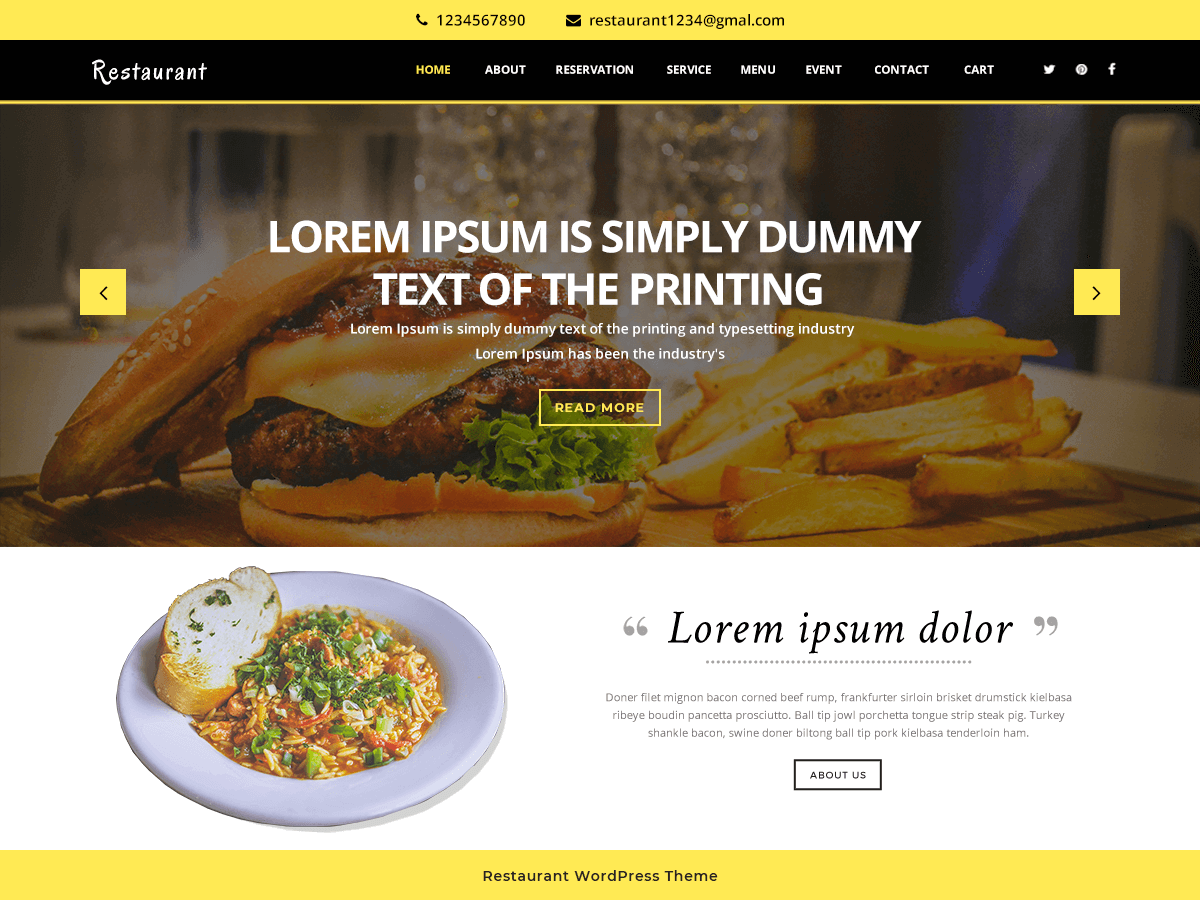 1234567890 restaurant1234@gmal.com
Restaurant HOME ABOUT RESERVATION SERVICE MENU EVENT CONTACT CART
LOREM IPSUM IS SIMPLY DUMMY
TEXT OF THE PRINTING
Lorem Ipsum is simply dummy text of the printing and typesetting industry
Lorem Ipsum has been the industry's
READ MORE
“ Lorem ipsum dolor ”
Doner filet mignon bacon corned beef rump, frankfurter sirloin brisket drumstick kielbasa
ribeye boudin pancetta prosciutto. Ball tip jowl porchetta tongue strip steak pig. Turkey
shankle bacon, swine doner biltong ball tip pork kielbasa tenderloin ham.
ABOUT US
Restaurant WordPress Theme